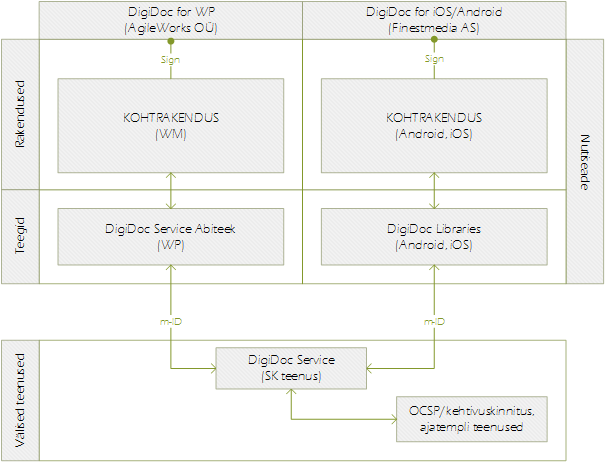 DigiDoc for WP
(AgileWorks OÜ)
DigiDoc for iOS/Android
(Finestmedia AS)
Rakendused
Sign
Sign
KOHTRAKENDUS
(WM)
KOHTRAKENDUS
(Android, iOS)
Nutiseade
Teegid
DigiDoc Service Abiteek
(WP)
DigiDoc Libraries
(Android, iOS)
m-ID
m-ID
Välised teenused
DigiDoc Service
(SK teenus)
OCSP/kehtivuskinnitus,
ajatempli teenused